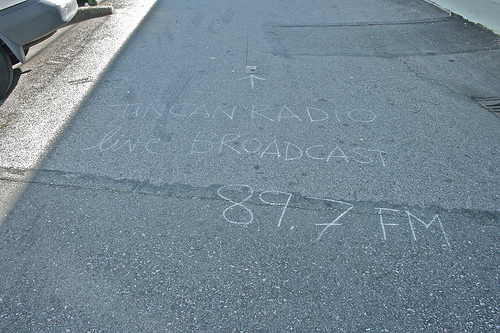 TINCAN RADIO
live BROADCAST
89.7 FM